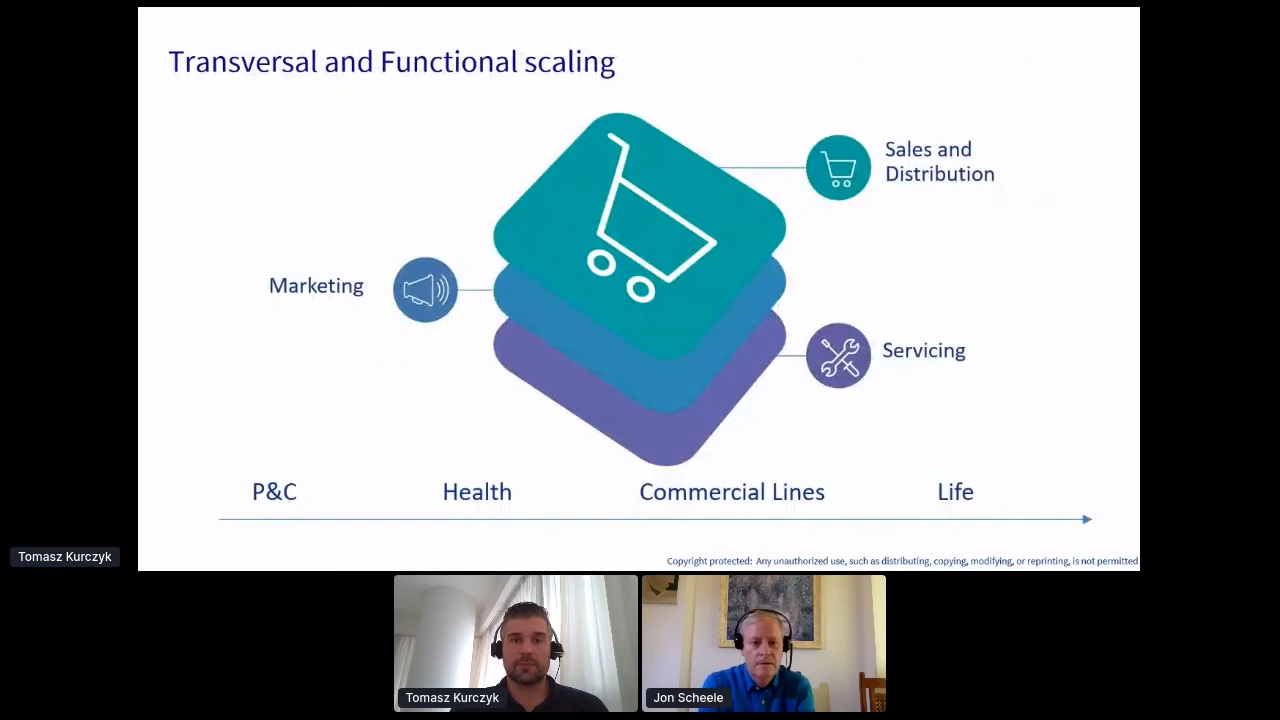 Transversal and Functional scaling
Sales and
Distribution
Marketing
Servicing
P&C
Health
Commercial Lines
Life
Copyright protected: Any unauthorized use, such as distributing, copying, modifying, or reprinting, is not permitted
Tomasz Kurczyk
Tomasz Kurczyk
Jon Scheele